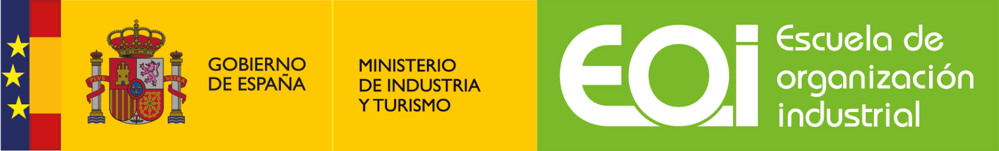 PLVS VLTRA
GOBIERNO
DE ESPAÑA
MINISTERIO
DE INDUSTRIA
Y TURISMO
EOi
Escuela de
organización
industrial